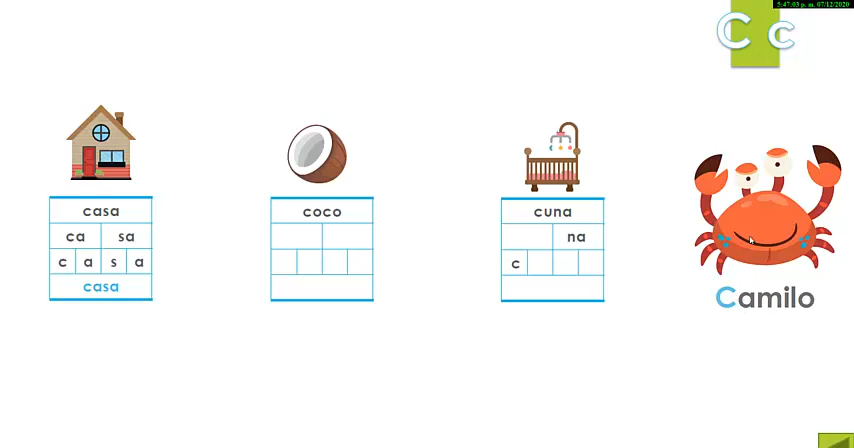 5:47:03 p. m. 07/12/2020
C c
casa
ca sa
c a s a
casa
coco
cuna
na
c
Camilo